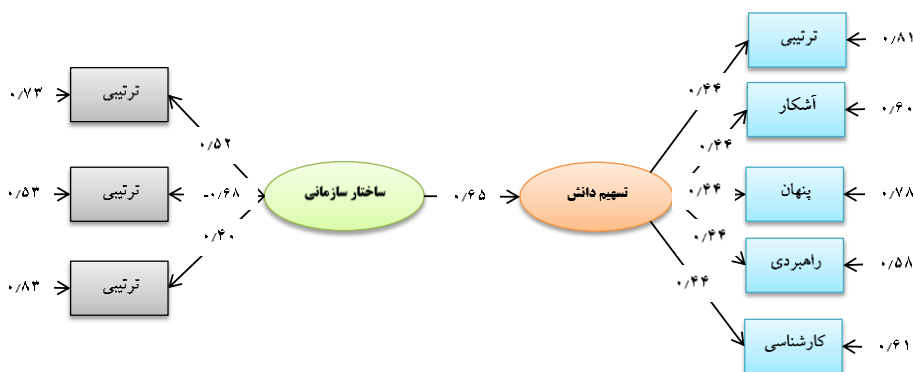 ترتیبی
۰٫۸۱
۰٫۴۴
آشکار
۰٫۶۰
۰٫۴۴
پنهان
۰٫۷۸
۰٫۴۴
راهبردی
۰٫۵۸
۰٫۴۴
کارشناسی
۰٫۶۱
۰٫۴۴
تسهیم دانش
۰٫۶۵
ساختار سازمانی
۰٫۵۲
ترتیبی
۰٫۷۳
-۰٫۶۸
ترتیبی
۰٫۵۳
۰٫۴۰
ترتیبی
۰٫۸۳